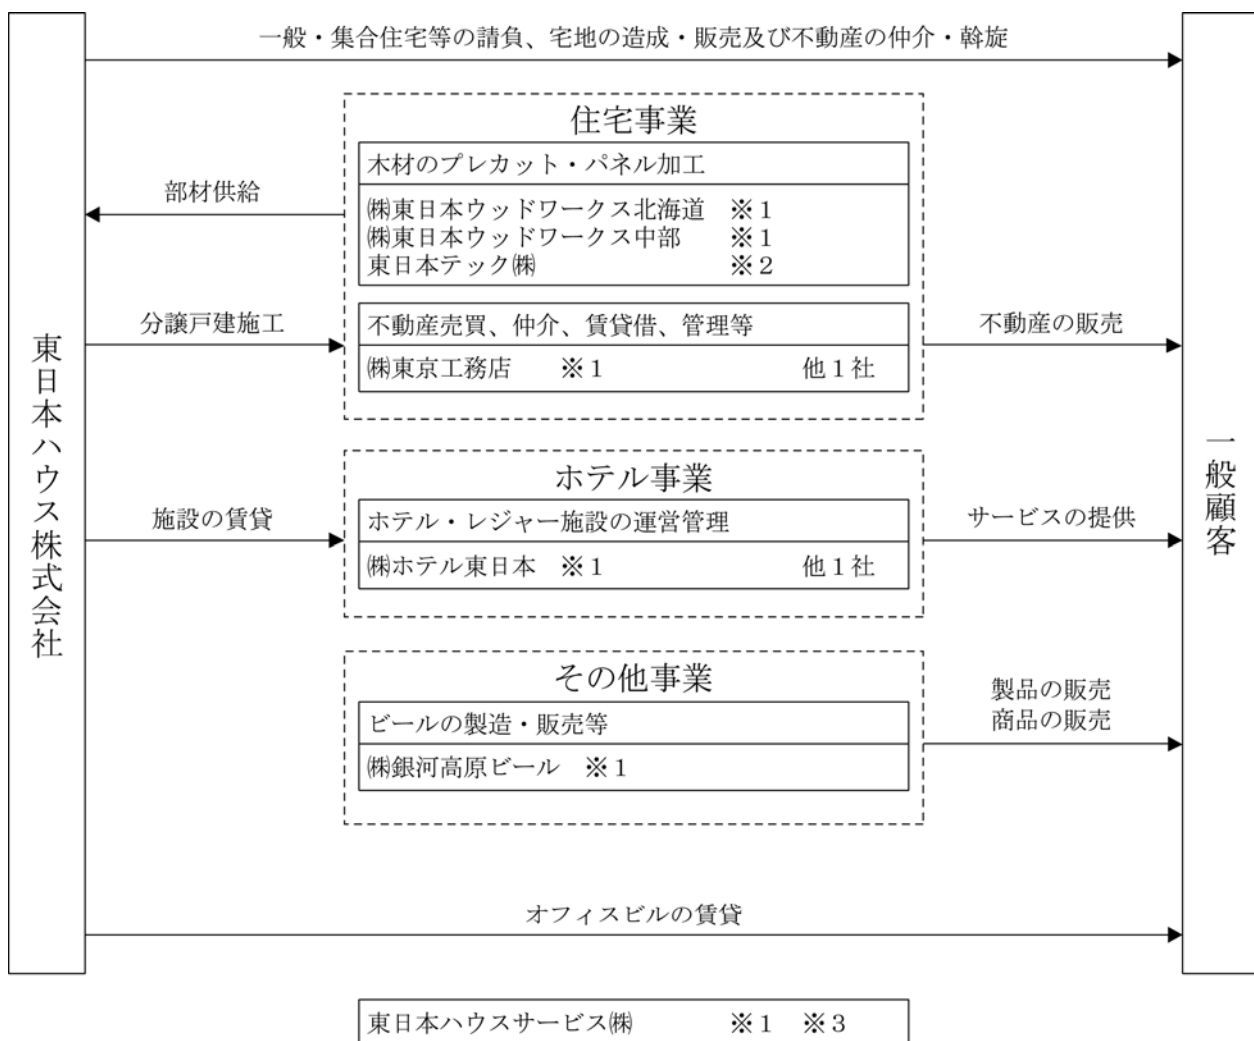 一般・集合住宅等の請負、宅地の造成・販売及び不動産の仲介・斡旋
東日本ハウス株式会社
一般顧客
住宅事業
木材のプレカット・パネル加工
㈱東日本ウッドワークス北海道 ※1
㈱東日本ウッドワークス中部 ※1
東日本テック㈱ ※2
部材供給
分譲戸建施工
不動産売買、仲介、賃貸借、管理等
㈱東京工務店 ※1 他1社
不動産の販売
ホテル事業
施設の賃貸
ホテル・レジャー施設の運営管理
㈱ホテル東日本 ※1 他1社
サービスの提供
その他事業
ビールの製造・販売等
㈱銀河高原ビール ※1
製品の販売
商品の販売
オフィスビルの賃貸
東日本ハウスサービス㈱ ※1 ※3